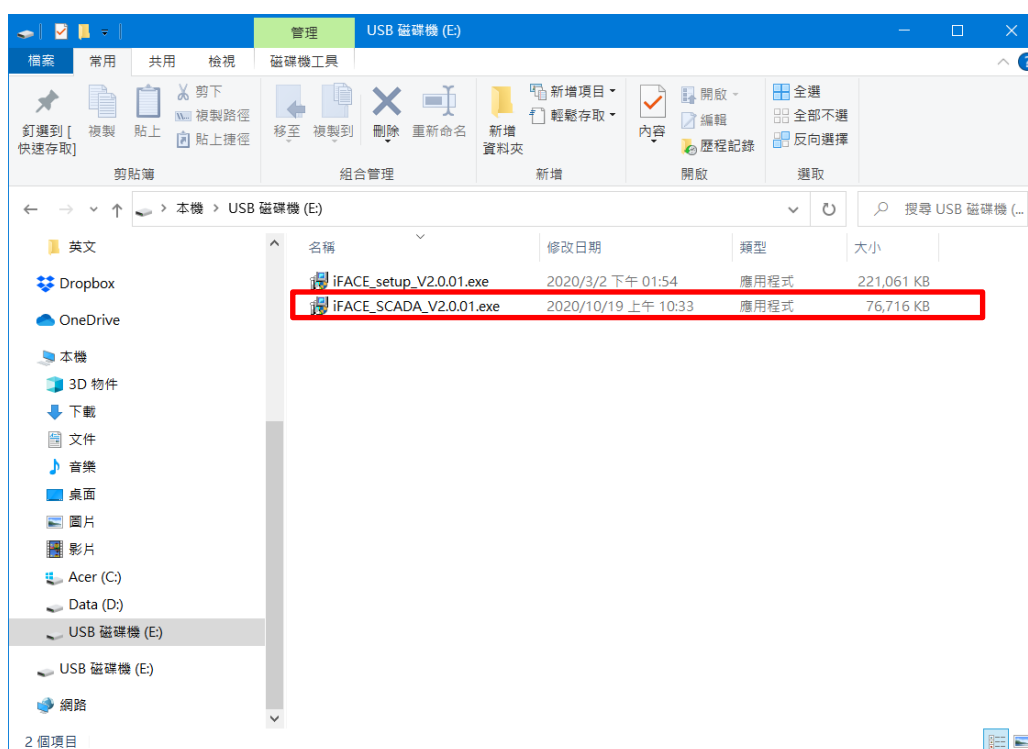 管理 USB 磁碟機 (E:)
檔案 常用 共用 檢視 磁碟機工具
釘選到 [快速存取]
複製
貼上
剪下
複製路徑
貼上捷徑
剪貼簿
移至
複製到
刪除
重新命名
組合管理
新增資料夾
新增項目
輕鬆存取
新增
內容
開啟
編輯
歷程記錄
開啟
全選
全部不選
反向選擇
選取
本機 > USB 磁碟機 (E:)
搜尋 USB 磁碟機 (...
英文
Dropbox
OneDrive
本機
3D 物件
下載
文件
音樂
桌面
圖片
影片
Acer (C:)
Data (D:)
USB 磁碟機 (E:)
USB 磁碟機 (E:)
網路
名稱 修改日期 類型 大小
iFACE_setup_V2.0.01.exe 2020/3/2 下午 01:54 應用程式 221,061 KB
iFACE_SCADA_V2.0.01.exe 2020/10/19 上午 10:33 應用程式 76,716 KB
2 個項目